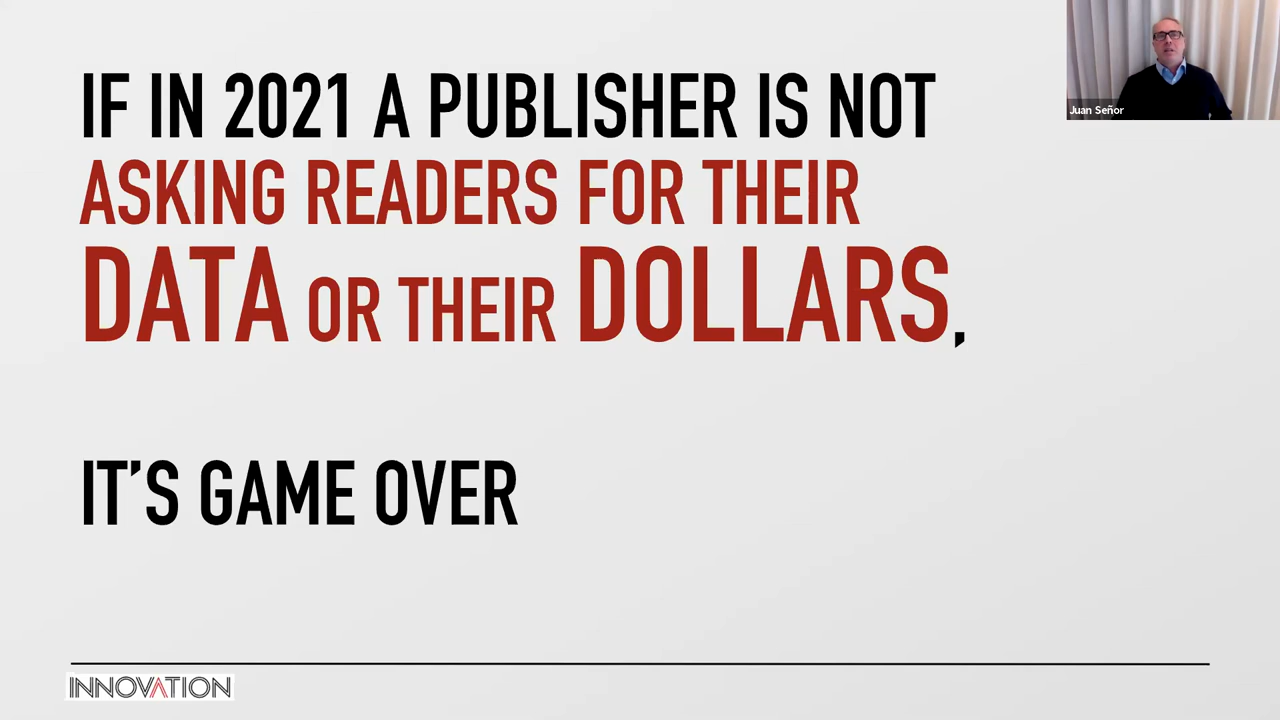 IF IN 2021 A PUBLISHER IS NOT
ASKING READERS FOR THEIR
DATA OR THEIR DOLLARS,
IT'S GAME OVER
Juan Señor
INNOVATION